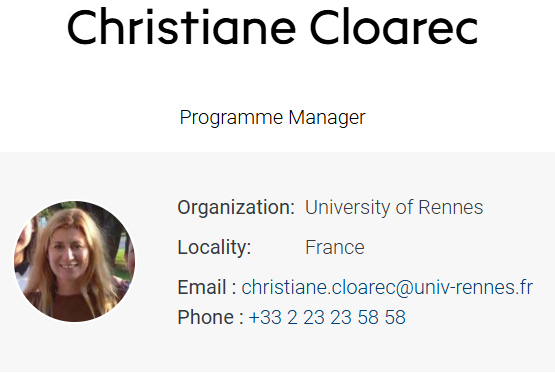 Christiane Cloarec
Programme Manager
Organization: University of Rennes
Locality: France
Email : christiane.cloarec@univ-rennes.fr
Phone : +33 2 23 23 58 58